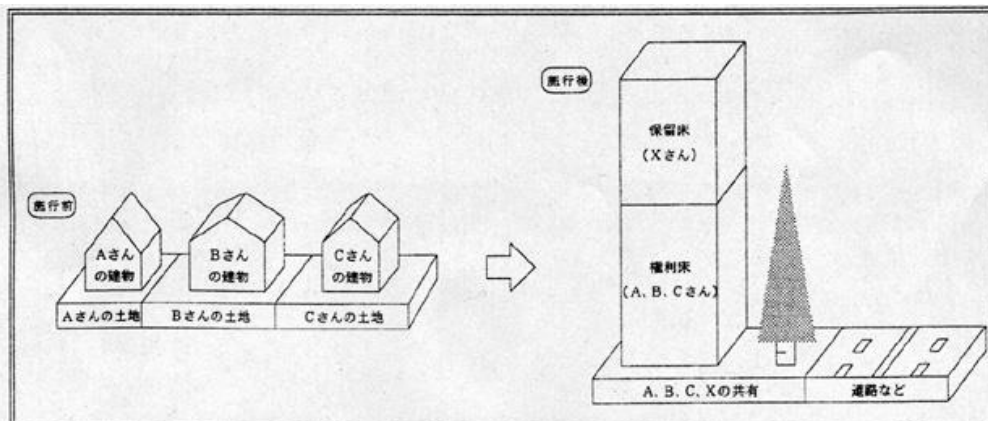 施行前
Aさん
の建物
Bさん
の建物
Cさん
の建物
Aさんの土地
Bさんの土地
Cさんの土地
施行後
保留床
(Xさん)
権利床
(A、B、Cさん)
A、B、C、Xの共有
道路など